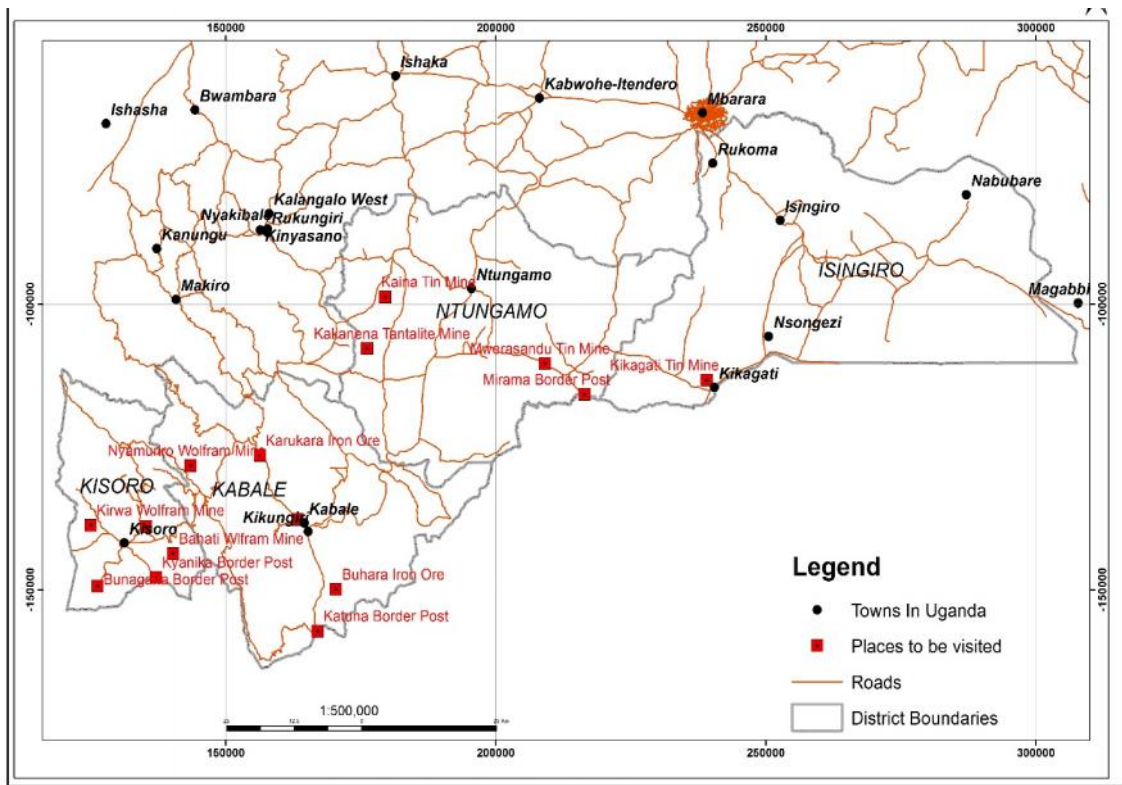 150000 200000 250000 300000
Ishaka
Kabwohe-Itendero
Bwambara
Ishasha
Mbarara
Rukoma
Nabubare
Kalangalo West
Nyakibale
Rukungiri
Isingiro
Kinyasano
Kanungu
ISINGIRO
Kaina Tin Mine
Ntungamo
Makiro
Magabbi
-100000 -100000
NTUNGAMO
Kakanena Tantalite Mine
Nsongezi
Mwerasandu Tin Mine
Kikagati Tin Mine
Mirama Border Post
Kikagati
Karukara Iron Ore
Nyamuliro Wolfram Mine
KISORO
KABALE
Kirwa Wolfram Mine
Kabale
Kikungiri
Kisoro
Bahati Wlfram Mine
Kyanika Border Post
Bunagana Border Post
Buhara Iron Ore
-150000 -150000
Katuna Border Post
Legend
Towns In Uganda
Places to be visited
Roads
District Boundaries
1:500,000
150000 200000 250000 300000